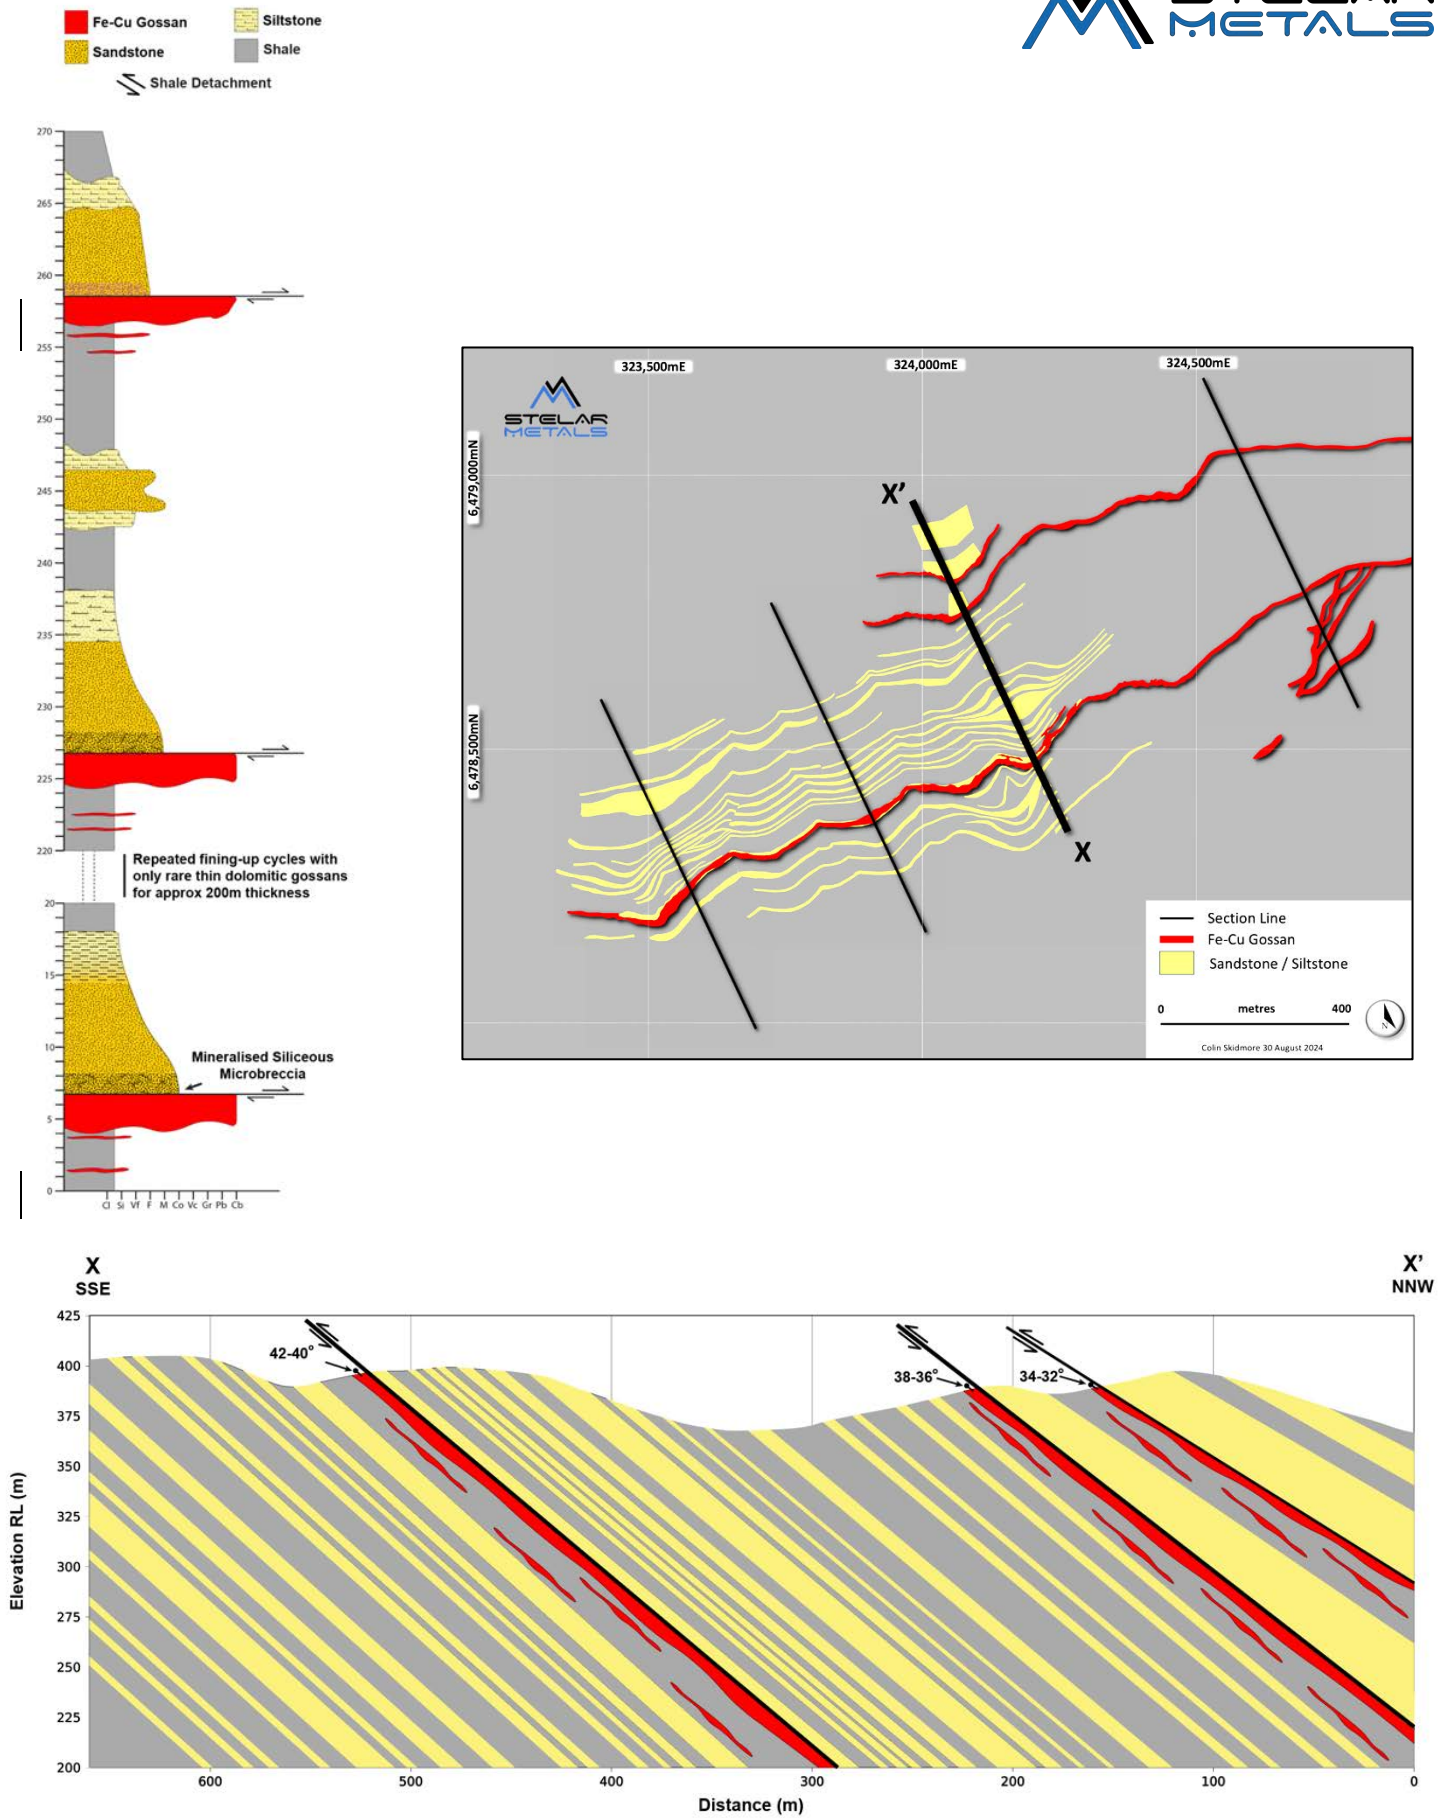 STELAR
METALS
Fe-Cu Gossan
Siltstone
Sandstone
Shale
Shale Detachment
270
265
260
255
250
245
240
235
230
225
220
Repeated fining-up cycles with
only rare thin dolomitic gossans
for approx 200m thickness
20
15
10
Mineralised Siliceous
Microbreccia
5
0
Cl Si Vf F M Co Vc Gr Pb Cb
323,500mE
324,000mE
324,500mE
STELAR
METALS
6,479,000mN
6,478,500mN
X’
X
Section Line
Fe-Cu Gossan
Sandstone / Siltstone
0 metres 400
N
Colin Skidmore 30 August 2024
X
SSE
X’
NNW
425
400
375
350
325
300
275
250
225
200
Elevation RL (m)
42-40°
38-36°
34-32°
600 500 400 300 200 100 0
Distance (m)